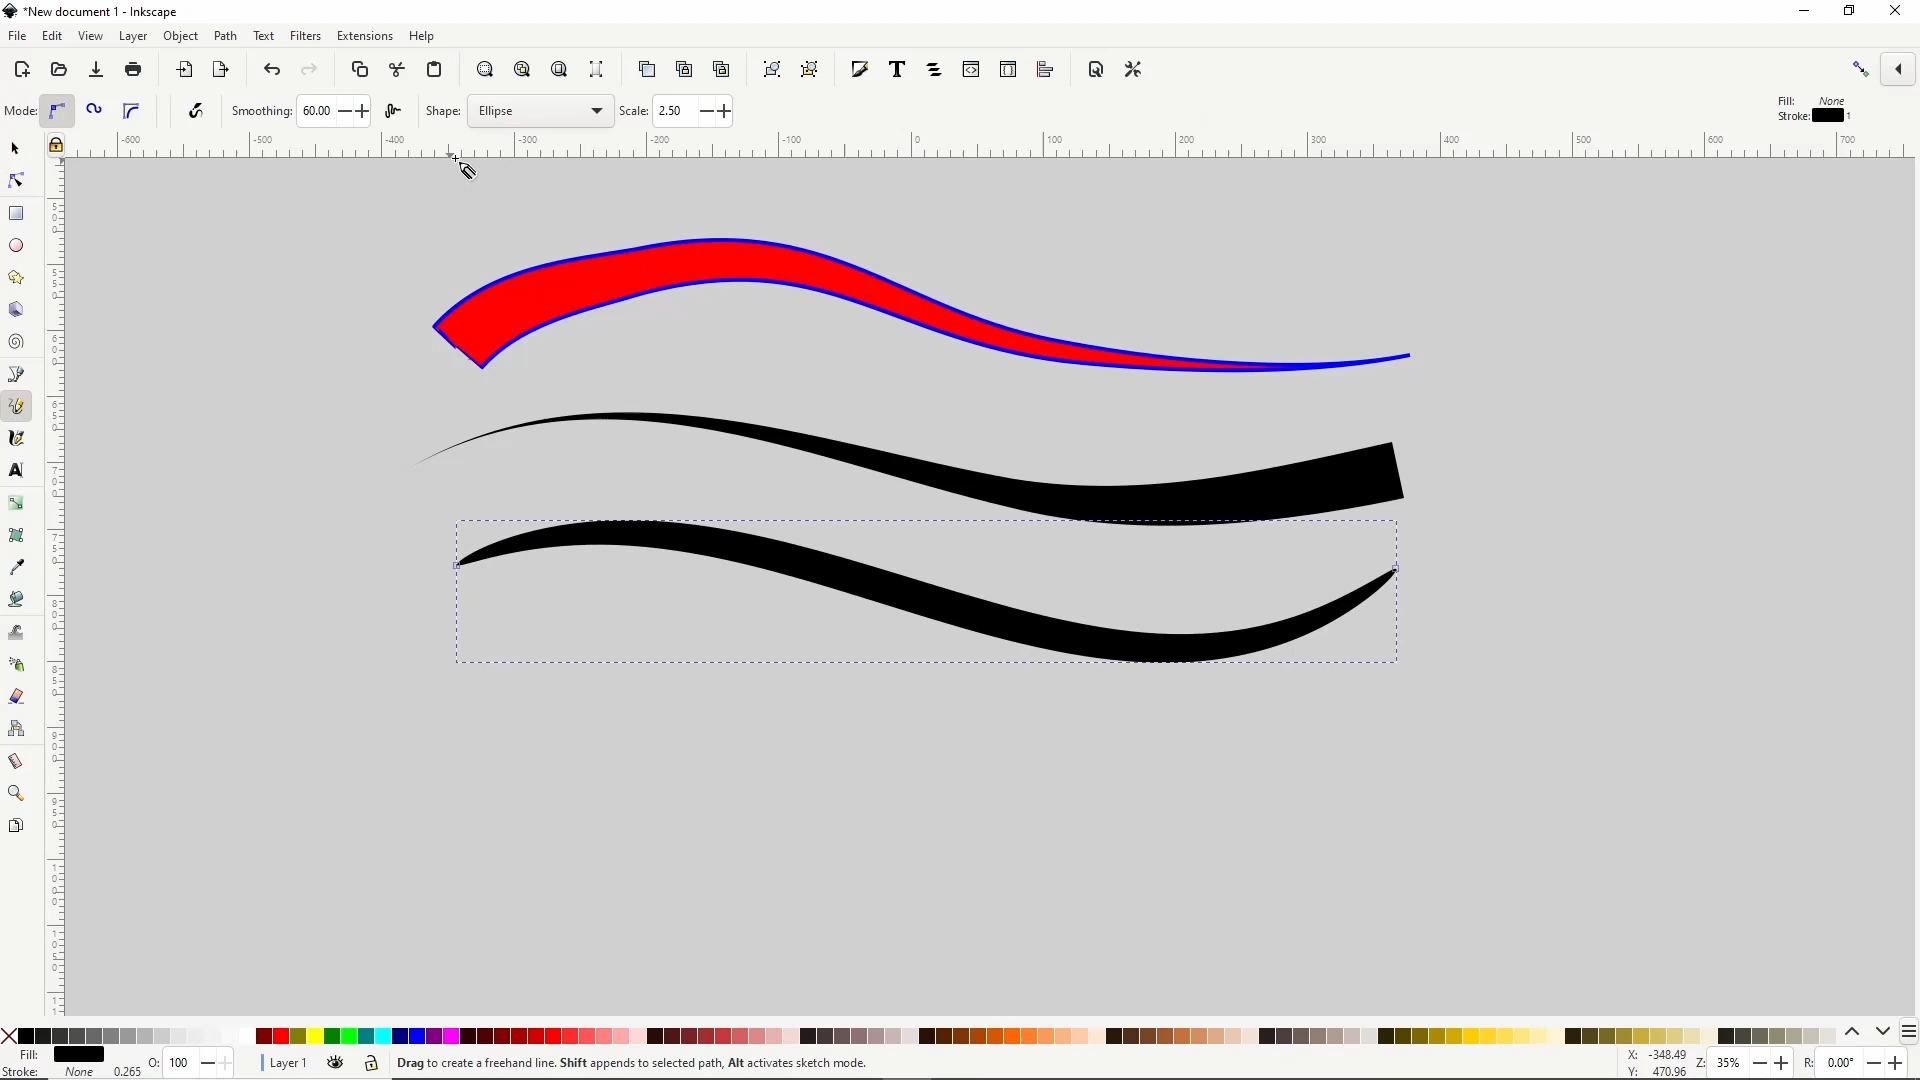 *New document 1 - Inkscape
File Edit View Layer Object Path Text Filters Extensions Help
Mode: Smoothing: 60.00 Shape: Ellipse Scale: 2.50
Fill: None
Stroke: 1
-600 -500 -400 -300 -200 -100 0 100 200 300 400 500 600 700
Fill:
Stroke: None 0.265
O: 100
Layer 1
Drag to create a freehand line. Shift appends to selected path, Alt activates sketch mode.
X: -348.49
Y: 470.96
Z: 35%
R: 0.00°